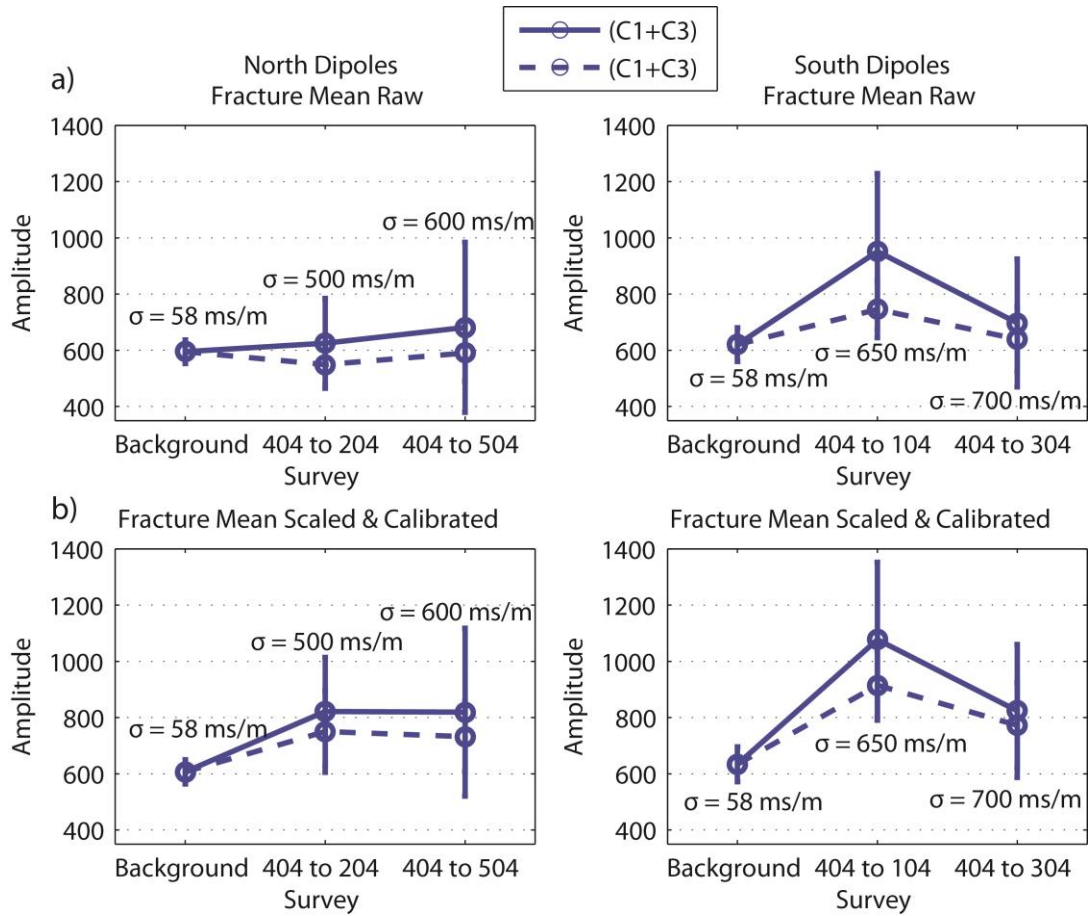 (C1+C3)
(C1+C3)
a)
North Dipoles
Fracture Mean Raw
1400
1200
1000
800
600
400
Amplitude
σ = 58 ms/m
σ = 500 ms/m
σ = 600 ms/m
Background 404 to 204 404 to 504
Survey
South Dipoles
Fracture Mean Raw
1400
1200
1000
800
600
400
Amplitude
σ = 58 ms/m
σ = 650 ms/m
σ = 700 ms/m
Background 404 to 104 404 to 304
Survey
b)
Fracture Mean Scaled & Calibrated
1400
1200
1000
800
600
400
Amplitude
σ = 58 ms/m
σ = 500 ms/m
σ = 600 ms/m
Background 404 to 204 404 to 504
Survey
Fracture Mean Scaled & Calibrated
1400
1200
1000
800
600
400
Amplitude
σ = 58 ms/m
σ = 650 ms/m
σ = 700 ms/m
Background 404 to 104 404 to 304
Survey